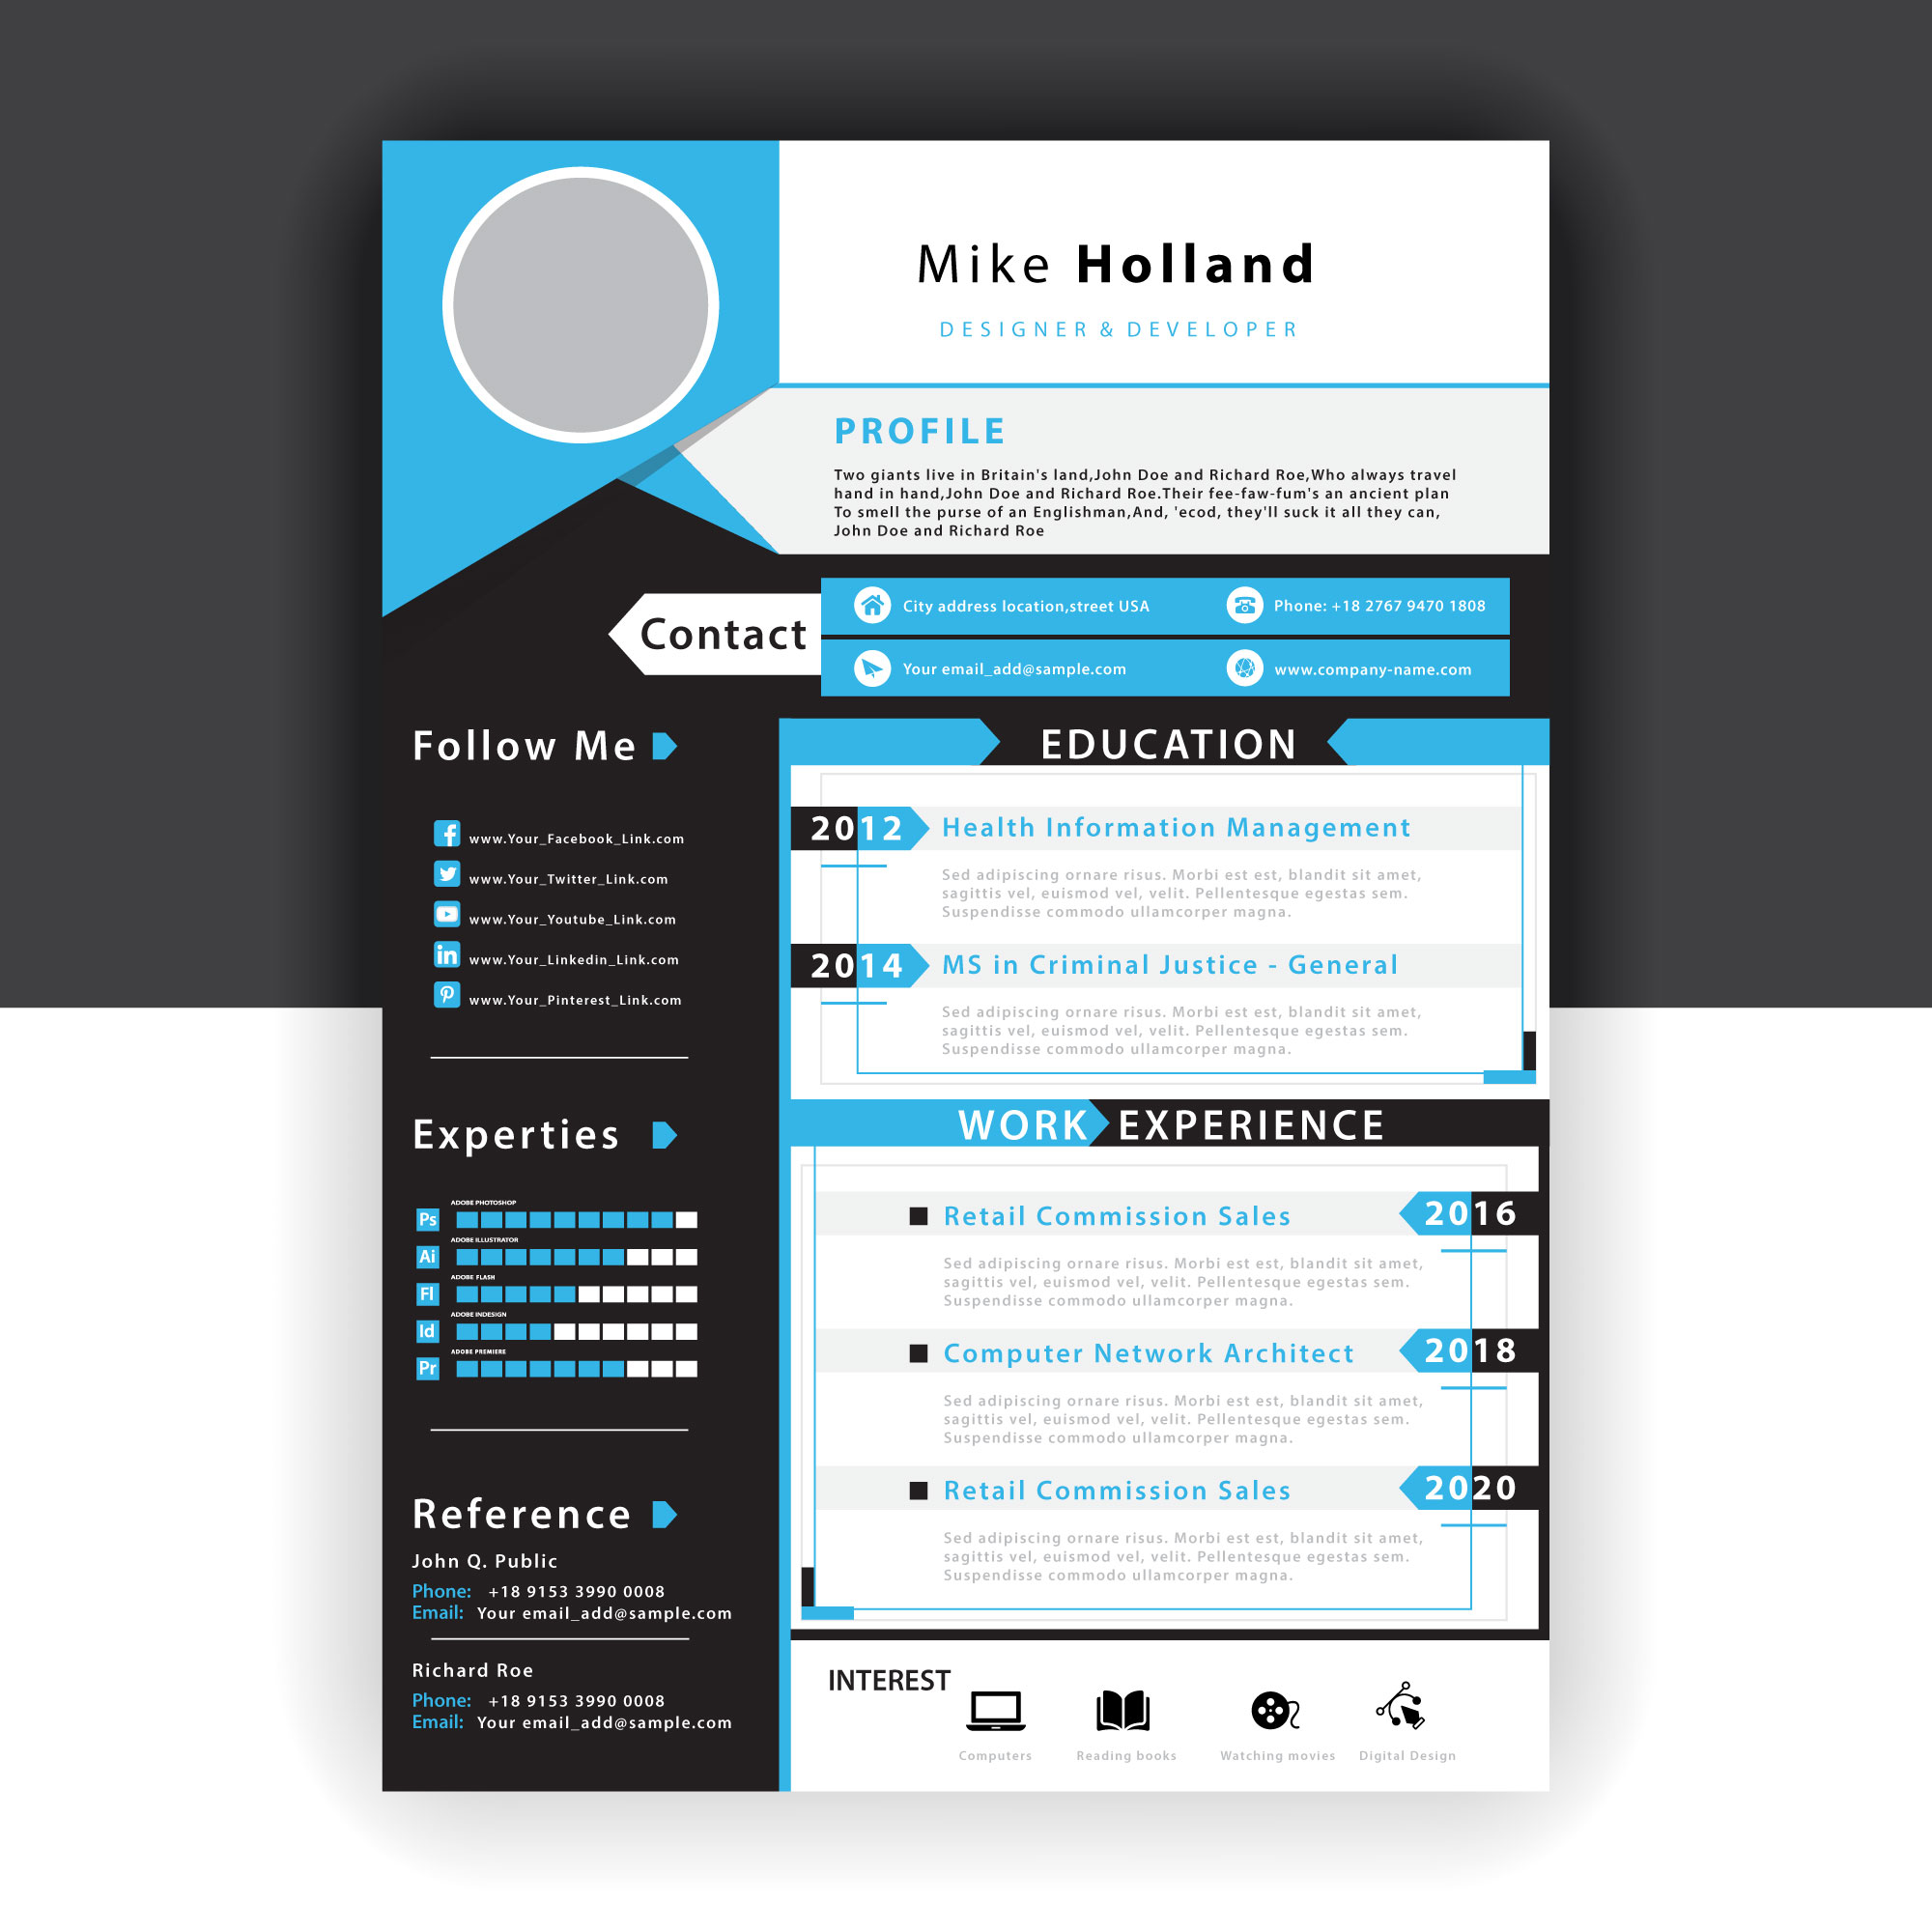 Mike Holland
DESIGNER & DEVELOPER
PROFILE
Two giants live in Britain's land,John Doe and Richard Roe,Who always travel
hand in hand,John Doe and Richard Roe.Their fee-faw-fum's an ancient plan
To smell the purse of an Englishman,And, 'ecod, they'll suck it all they can,
John Doe and Richard Roe
Contact
City address location,street USA
Phone: +18 2767 9470 1808
Your email_add@sample.com
www.company-name.com
Follow Me
www.Your_Facebook_Link.com
www.Your_Twitter_Link.com
www.Your_Youtube_Link.com
in www.Your_Linkedin_Link.com
www.Your_Pinterest_Link.com
Experties
ADOBE PHOTOSHOP
Ps
ADOBE ILLUSTRATOR
Ai
ADOBE FLASH
Fl
ADOBE INDESIGN
Id
ADOBE PREMIERE
Pr
Reference
John Q. Public
Phone: +18 9153 3990 0008
Email: Your email_add@sample.com
Richard Roe
Phone: +18 9153 3990 0008
Email: Your email_add@sample.com
EDUCATION
2012 Health Information Management
Sed adipiscing ornare risus. Morbi est est, blandit sit amet,
sagittis vel, euismod vel, velit. Pellentesque egestas sem.
Suspendisse commodo ullamcorper magna.
2014 MS in Criminal Justice - General
Sed adipiscing ornare risus. Morbi est est, blandit sit amet,
sagittis vel, euismod vel, velit. Pellentesque egestas sem.
Suspendisse commodo ullamcorper magna.
WORK EXPERIENCE
Retail Commission Sales 2016
Sed adipiscing ornare risus. Morbi est est, blandit sit amet,
sagittis vel, euismod vel, velit. Pellentesque egestas sem.
Suspendisse commodo ullamcorper magna.
Computer Network Architect 2018
Sed adipiscing ornare risus. Morbi est est, blandit sit amet,
sagittis vel, euismod vel, velit. Pellentesque egestas sem.
Suspendisse commodo ullamcorper magna.
Retail Commission Sales 2020
Sed adipiscing ornare risus. Morbi est est, blandit sit amet,
sagittis vel, euismod vel, velit. Pellentesque egestas sem.
Suspendisse commodo ullamcorper magna.
INTEREST
Computers
Reading books
Watching movies
Digital Design